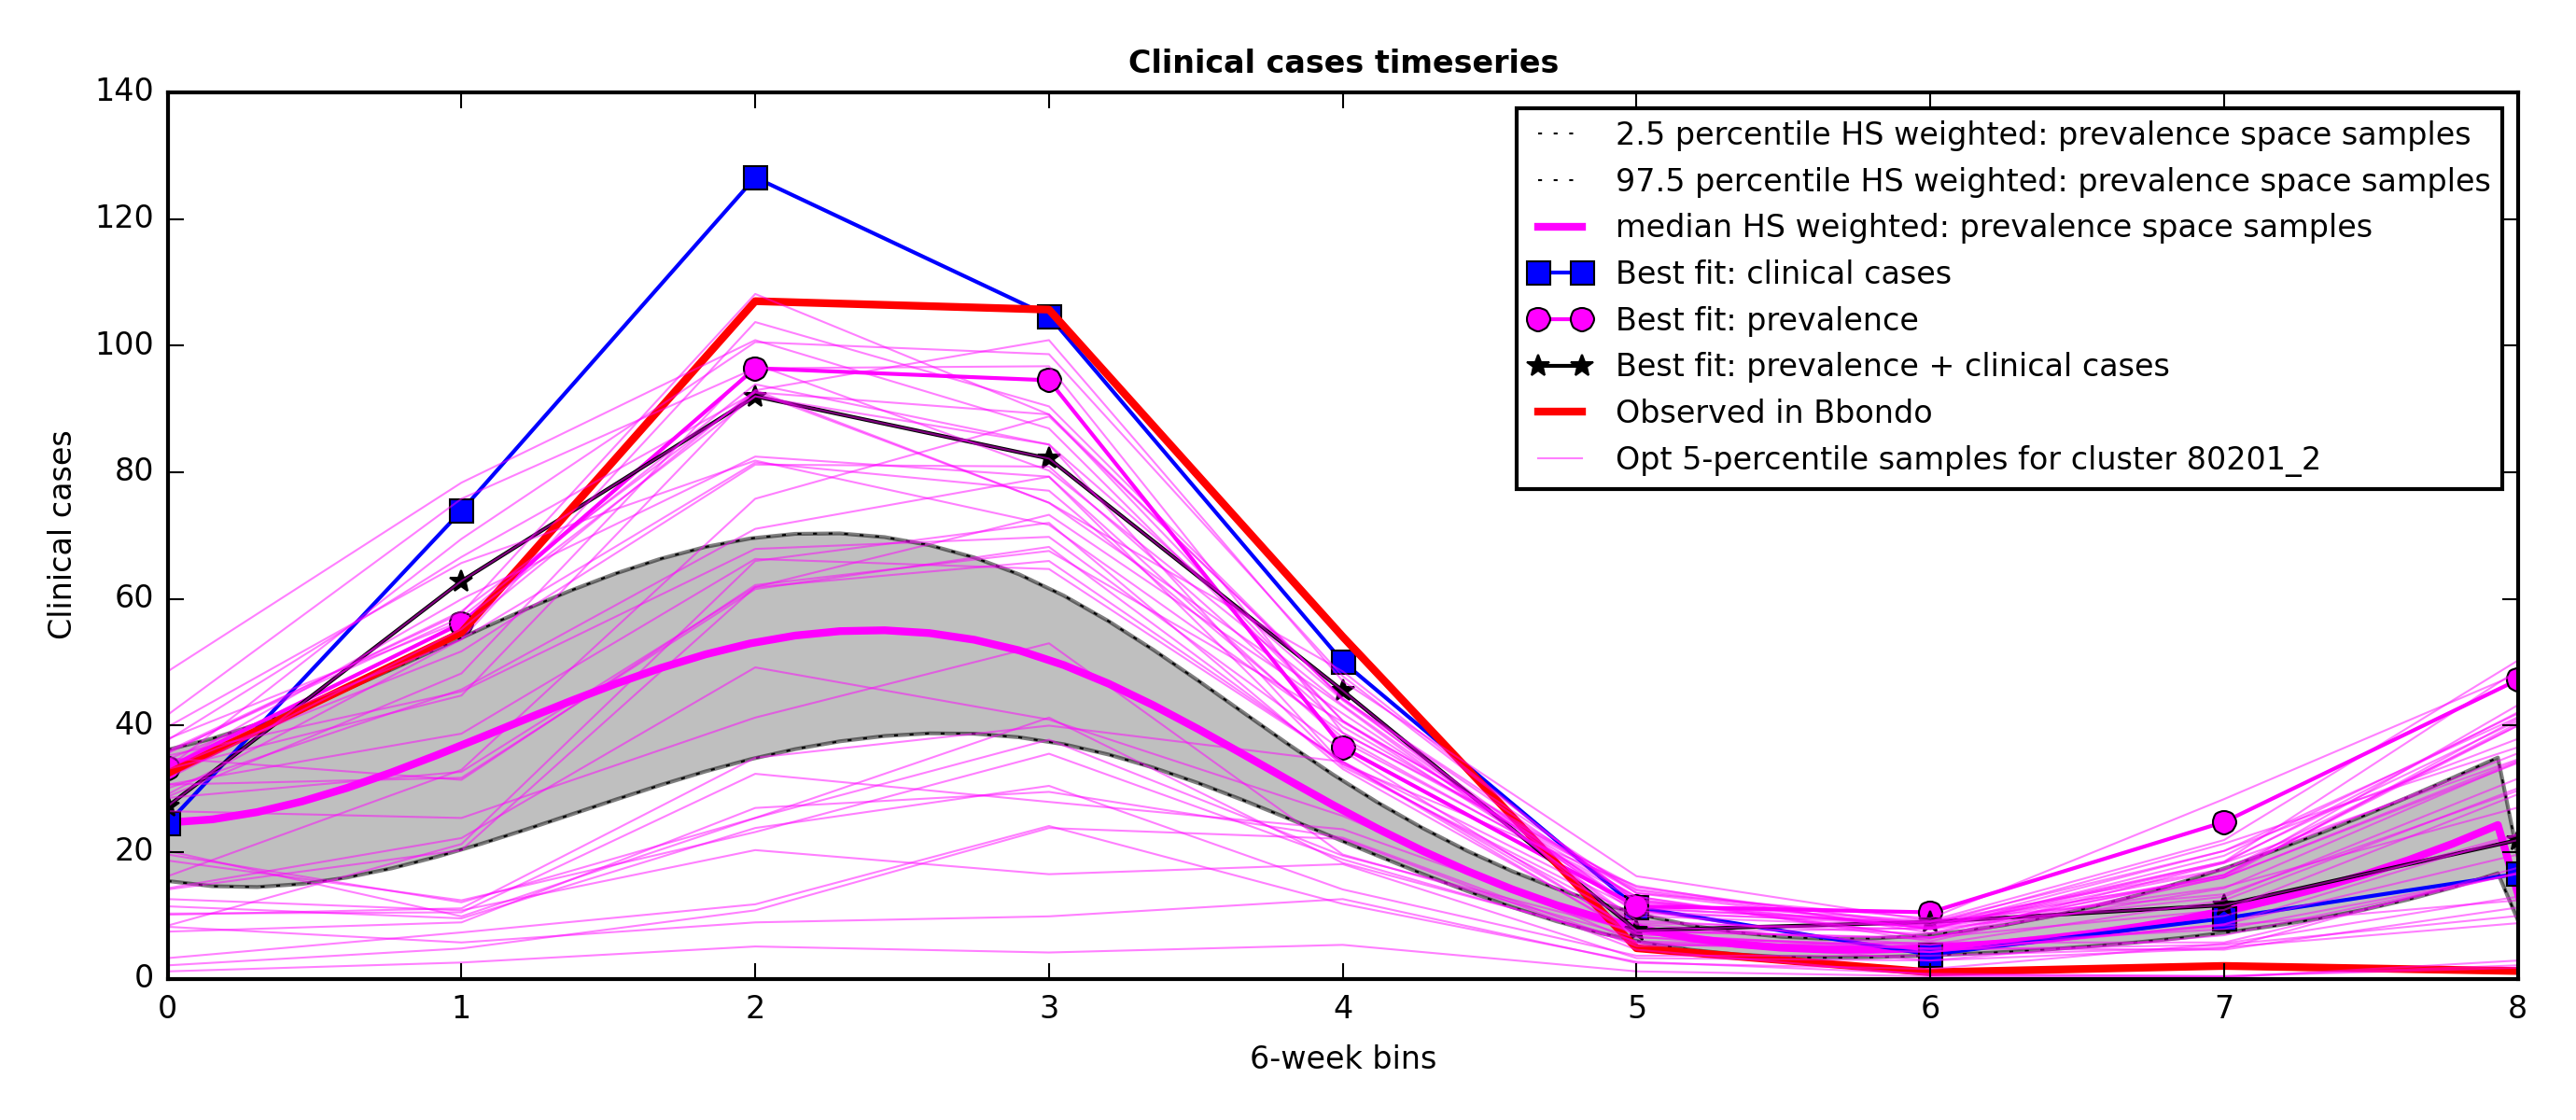 Clinical cases timeseries
140
120
100
80
60
40
20
0
Clinical cases
2.5 percentile HS weighted: prevalence space samples
97.5 percentile HS weighted: prevalence space samples
median HS weighted: prevalence space samples
Best fit: clinical cases
Best fit: prevalence
Best fit: prevalence + clinical cases
Observed in Bbondo
Opt 5-percentile samples for cluster 80201_2
0 1 2 3 4 5 6 7 8
6-week bins